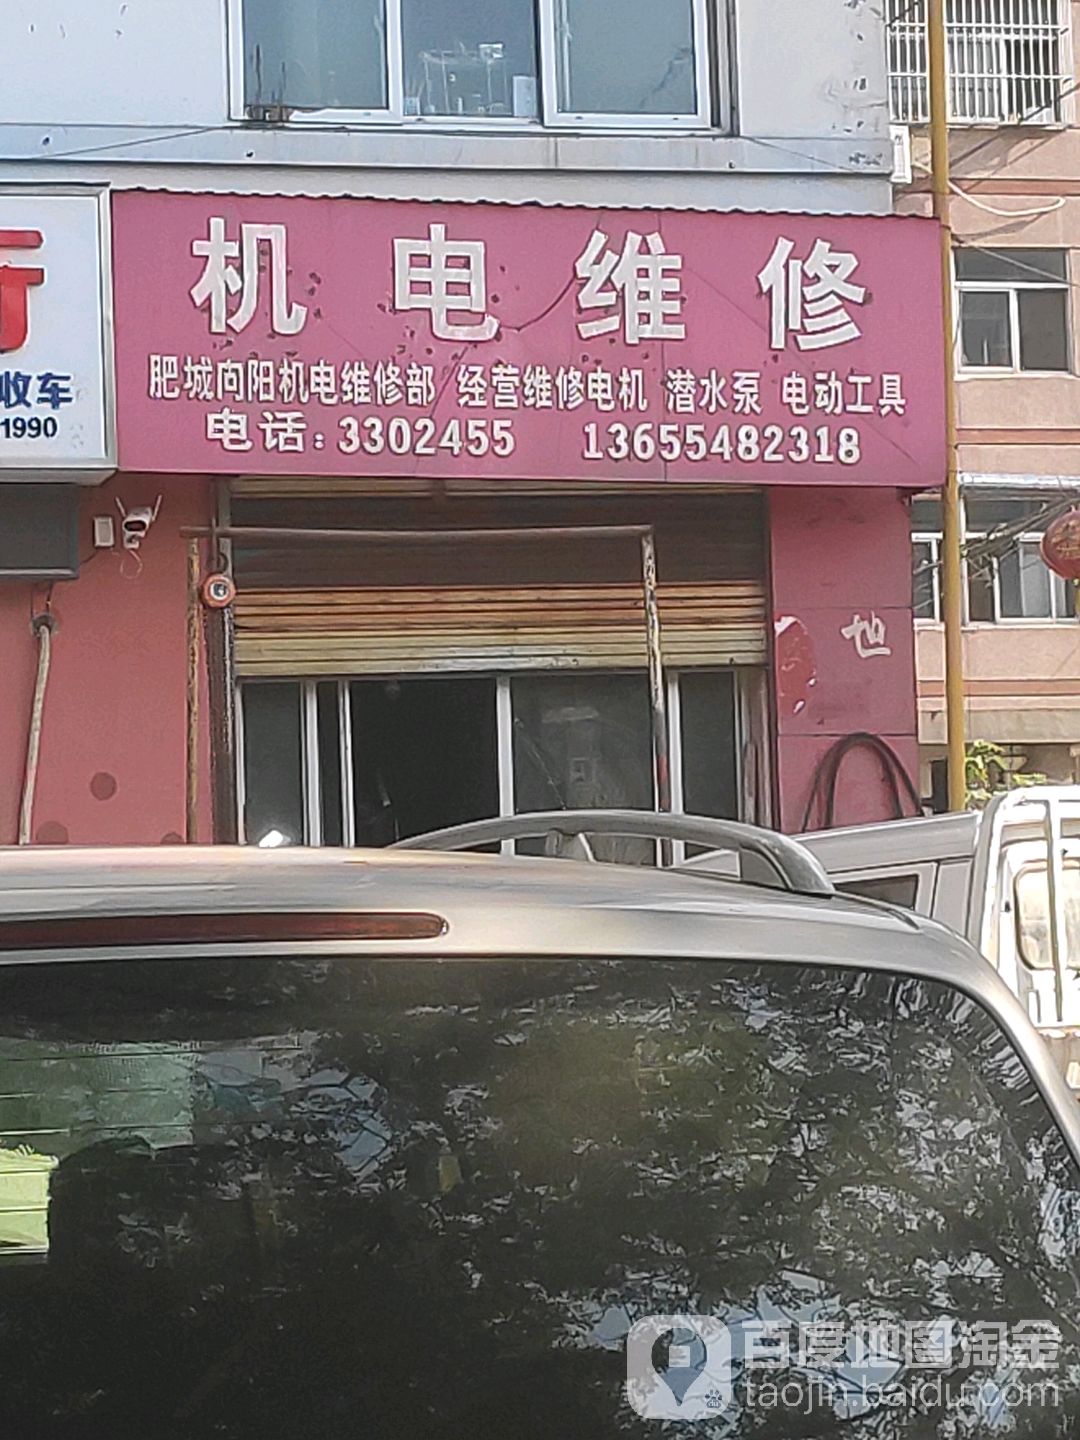 行
收车
1990
机电维修
肥城向阳机电维修部 经营维修电机 潜水泵 电动工具
电话：3302455 13655482318
百度地图淘金
taojin.baidu.com